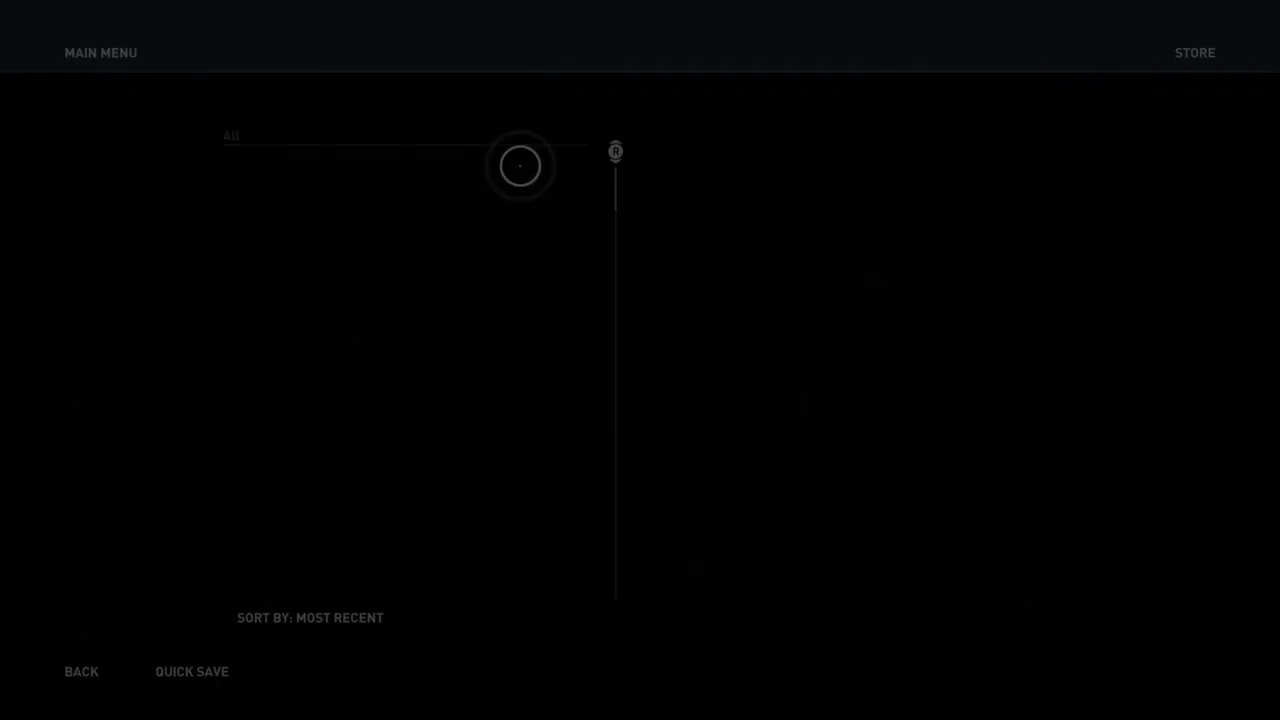 MAIN MENU
STORE
All
R
SORT BY: MOST RECENT
BACK
QUICK SAVE